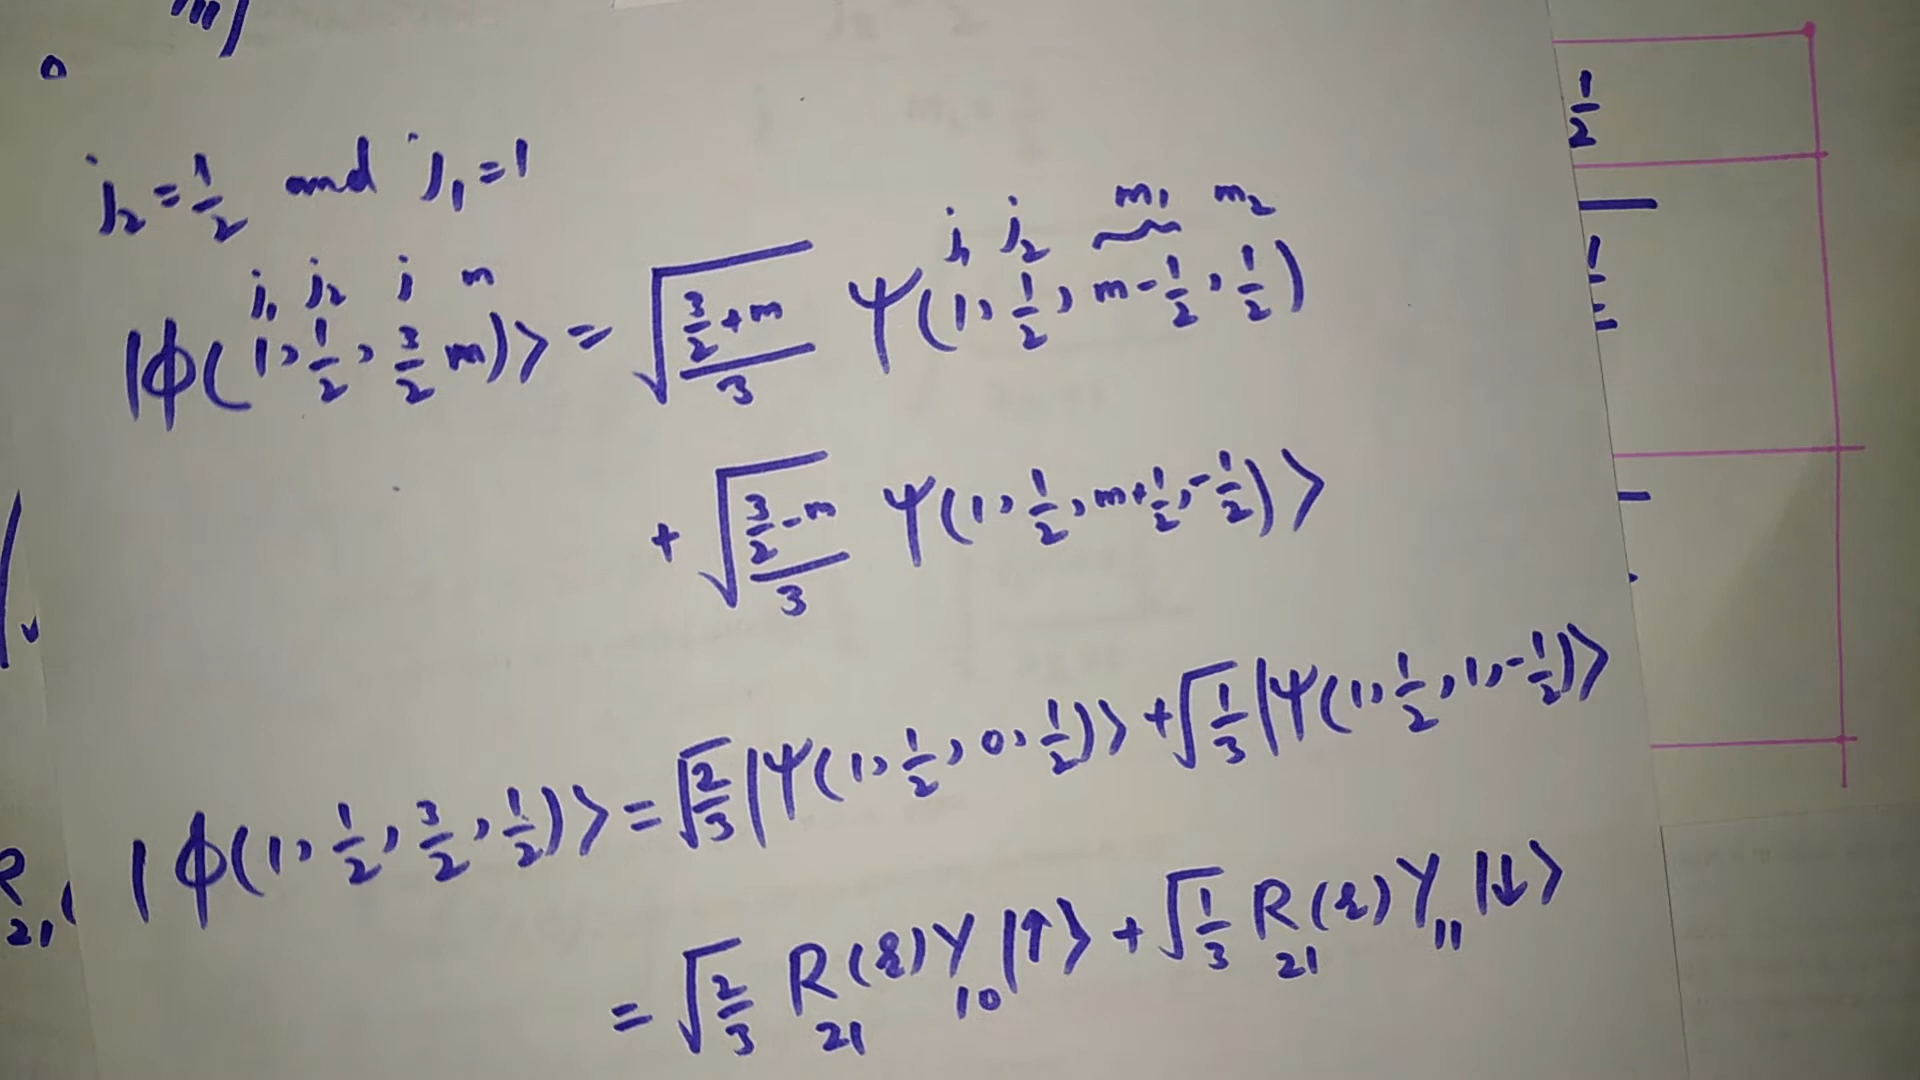 j₂ = 1/2 and j₁ = 1
j₁ j₂ m₁ m₂
j₁ j₂ j m
|ϕ(1, 1/2, 3/2 m)⟩ = √((3/2 + m)/3) ψ(1, 1/2, m - 1/2, 1/2)
+ √((3/2 - m)/3) ψ(1, 1/2, m + 1/2, -1/2)⟩
|ϕ(1, 1/2, 3/2, 1/2)⟩ = √(2/3) |ψ(1, 1/2, 0, 1/2)⟩ + √(1/3) |ψ(1, 1/2, 1, -1/2)⟩
= √(2/3) R₂₁(r) Y₁₀ |↑⟩ + √(1/3) R₂₁(r) Y₁₁ |↓⟩
1/2
R₂₁